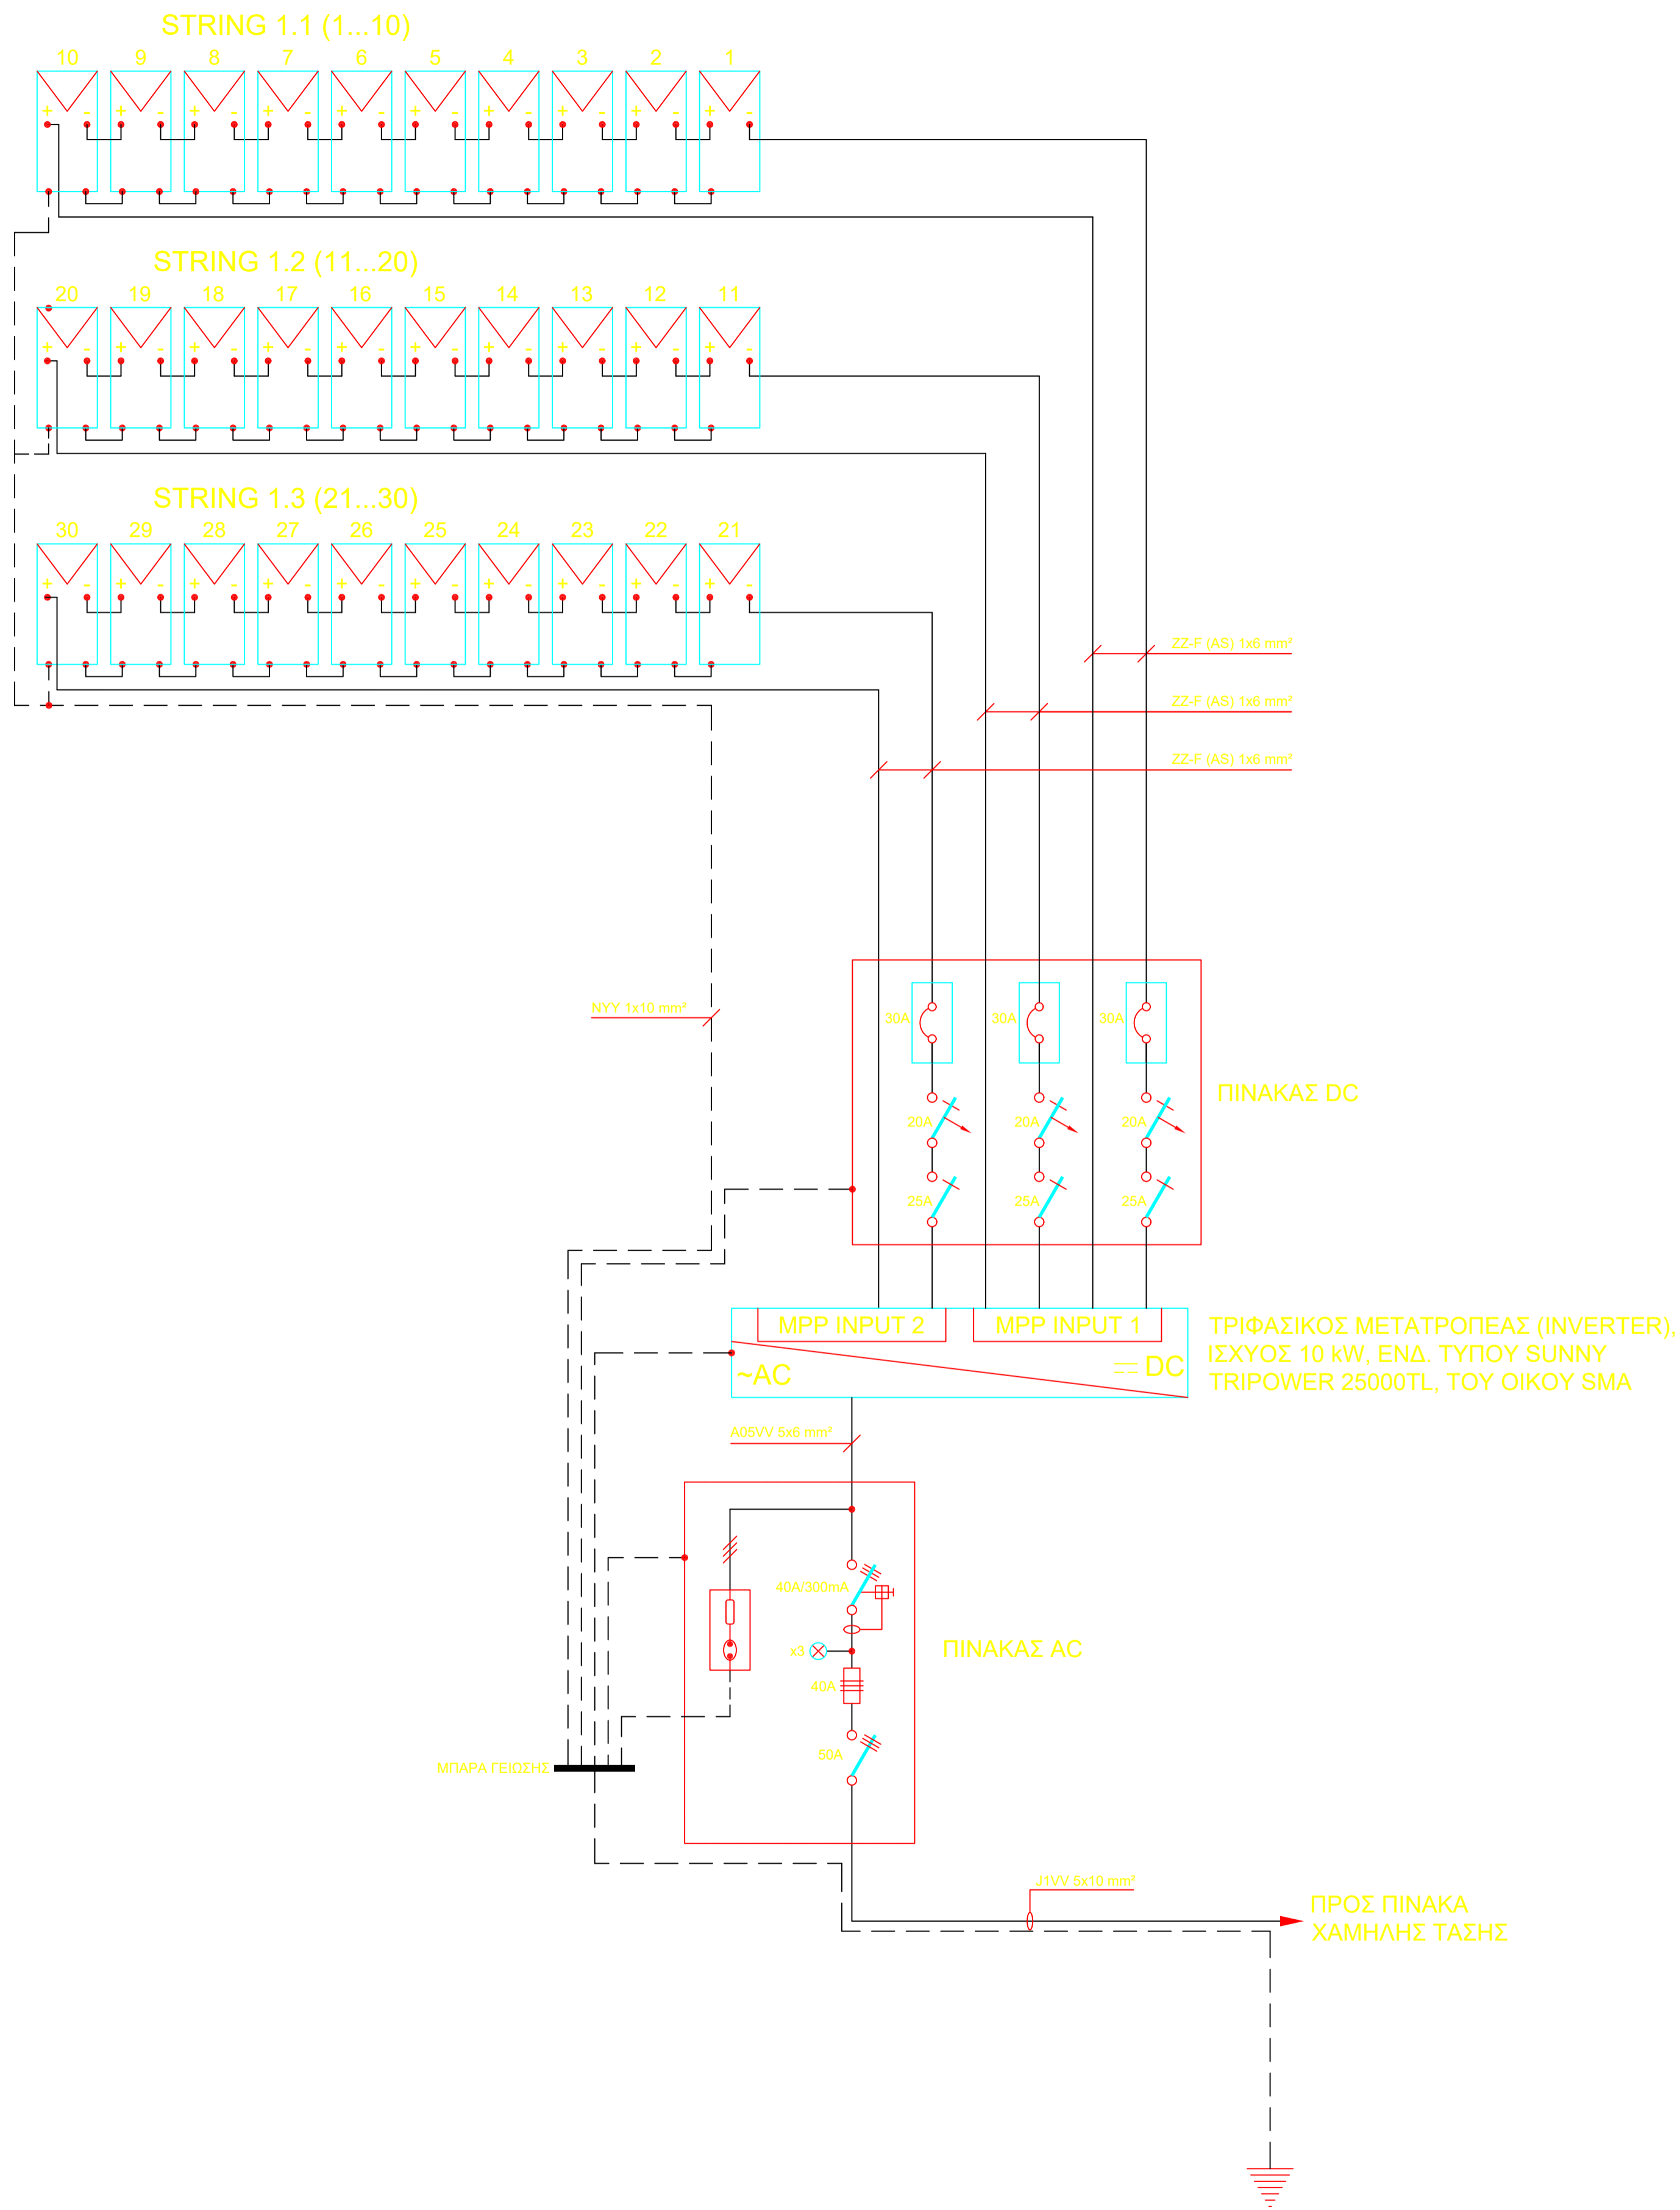 STRING 1.1 (1...10)
10 9 8 7 6 5 4 3 2 1
+ - + - + - + - + - + - + - + - + - + -
STRING 1.2 (11...20)
20 19 18 17 16 15 14 13 12 11
+ - + - + - + - + - + - + - + - + - + -
STRING 1.3 (21...30)
30 29 28 27 26 25 24 23 22 21
+ - + - + - + - + - + - + - + - + - + -
ZZ-F (AS) 1x6 mm²
ZZ-F (AS) 1x6 mm²
ZZ-F (AS) 1x6 mm²
NYY 1x10 mm²
30A 30A 30A
ΠΙΝΑΚΑΣ DC
20A 20A 20A
25A 25A 25A
MPP INPUT 2 MPP INPUT 1
~AC DC
ΤΡΙΦΑΣΙΚΟΣ ΜΕΤΑΤΡΟΠΕΑΣ (INVERTER),
ΙΣΧΥΟΣ 10 kW, ΕΝΔ. ΤΥΠΟΥ SUNNY
TRIPOWER 25000TL, ΤΟΥ ΟΙΚΟΥ SMA
A05VV 5x6 mm²
40A/300mA
x3
ΠΙΝΑΚΑΣ AC
40A
50A
ΜΠΑΡΑ ΓΕΙΩΣΗΣ
J1VV 5x10 mm²
ΠΡΟΣ ΠΙΝΑΚΑ
ΧΑΜΗΛΗΣ ΤΑΣΗΣ